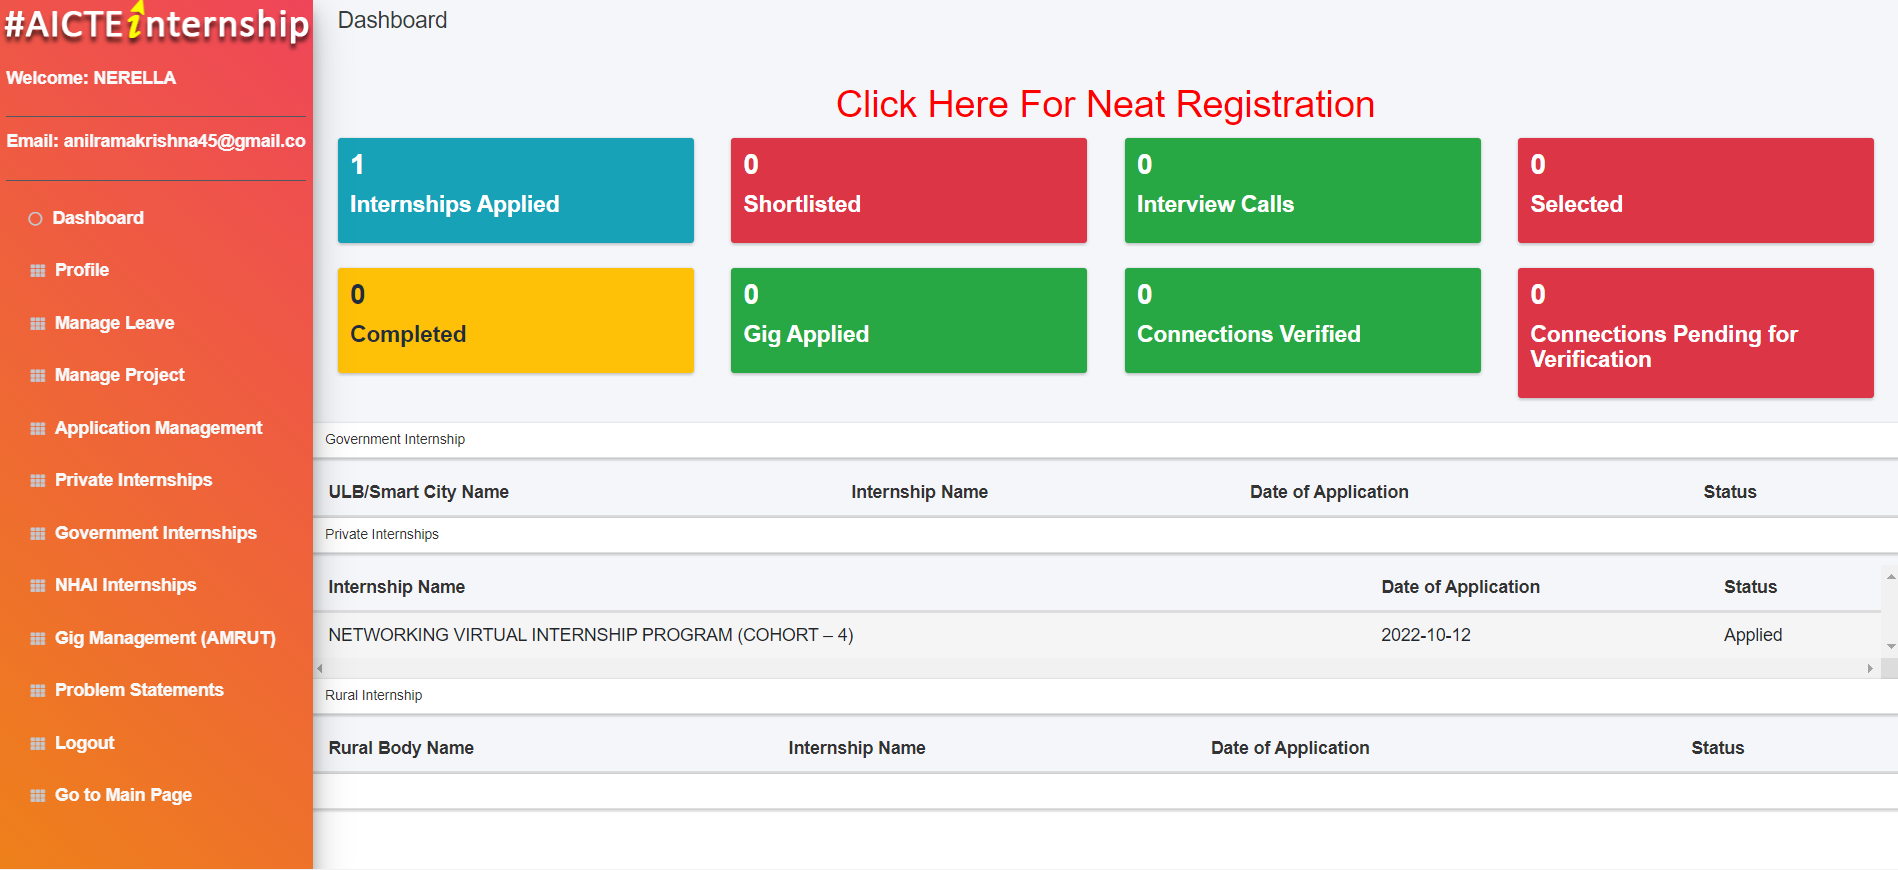 #AICTEinternship
Welcome: NERELLA
Email: anilramakrishna45@gmail.co
Dashboard
Profile
Manage Leave
Manage Project
Application Management
Private Internships
Government Internships
NHAI Internships
Gig Management (AMRUT)
Problem Statements
Logout
Go to Main Page
Dashboard
Click Here For Neat Registration
1
Internships Applied
0
Shortlisted
0
Interview Calls
0
Selected
0
Completed
0
Gig Applied
0
Connections Verified
0
Connections Pending for
Verification
Government Internship
ULB/Smart City Name Internship Name Date of Application Status
Private Internships
Internship Name Date of Application Status
NETWORKING VIRTUAL INTERNSHIP PROGRAM (COHORT – 4) 2022-10-12 Applied
Rural Internship
Rural Body Name Internship Name Date of Application Status